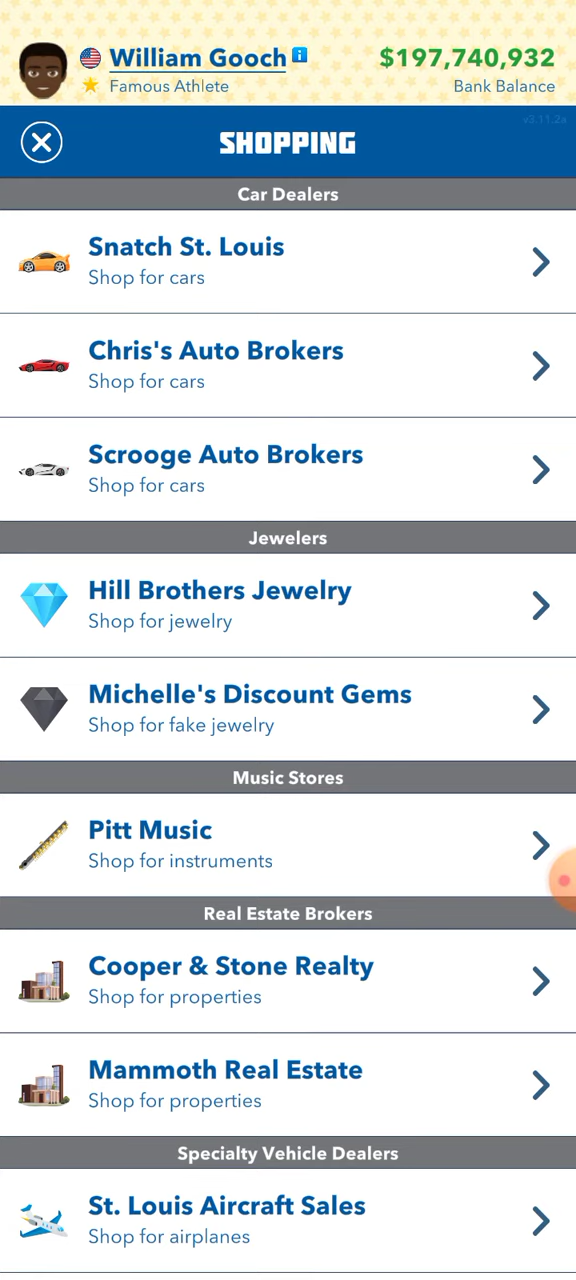 William Gooch
$197,740,932
Famous Athlete
Bank Balance
v3.11.2a
SHOPPING
Car Dealers
Snatch St. Louis
Shop for cars
Chris's Auto Brokers
Shop for cars
Scrooge Auto Brokers
Shop for cars
Jewelers
Hill Brothers Jewelry
Shop for jewelry
Michelle's Discount Gems
Shop for fake jewelry
Music Stores
Pitt Music
Shop for instruments
Real Estate Brokers
Cooper & Stone Realty
Shop for properties
Mammoth Real Estate
Shop for properties
Specialty Vehicle Dealers
St. Louis Aircraft Sales
Shop for airplanes